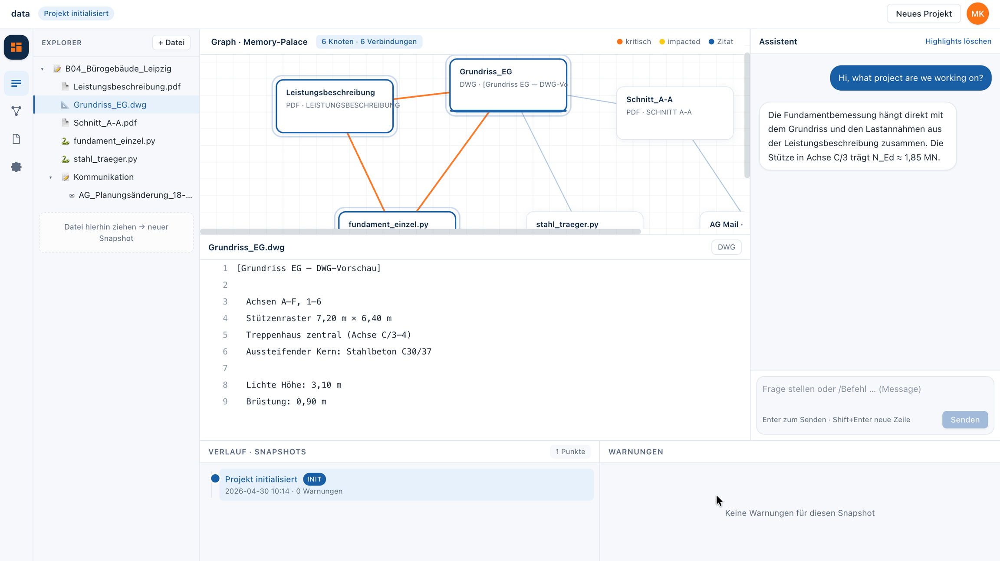 data
Projekt initialisiert
Neues Projekt
MK
EXPLORER
+ Datei
B04_Bürogebäude_Leipzig
Leistungsbeschreibung.pdf
Grundriss_EG.dwg
Schnitt_A-A.pdf
fundament_einzel.py
stahl_traeger.py
Kommunikation
AG_Planungsänderung_18-...
Datei hierhin ziehen → neuer
Snapshot
Graph · Memory-Palace
6 Knoten · 6 Verbindungen
kritisch
impacted
Zitat
Grundriss_EG
DWG · [Grundriss EG — DWG-Vo
Leistungsbeschreibung
PDF · LEISTUNGSBESCHREIBUNG
Schnitt_A-A
PDF · SCHNITT A-A
fundament_einzel.py
stahl_traeger.py
AG Mail ·
Grundriss_EG.dwg
DWG
1 [Grundriss EG — DWG-Vorschau]
2
3 Achsen A–F, 1–6
4 Stützenraster 7,20 m × 6,40 m
5 Treppenhaus zentral (Achse C/3–4)
6 Aussteifender Kern: Stahlbeton C30/37
7
8 Lichte Höhe: 3,10 m
9 Brüstung: 0,90 m
VERLAUF · SNAPSHOTS
1 Punkte
Projekt initialisiert INIT
2026-04-30 10:14 · 0 Warnungen
WARNUNGEN
Keine Warnungen für diesen Snapshot
Assistent
Highlights löschen
Hi, what project are we working on?
Die Fundamentbemessung hängt direkt mit
dem Grundriss und den Lastannahmen aus
der Leistungsbeschreibung zusammen. Die
Stütze in Achse C/3 trägt N_Ed ≈ 1,85 MN.
Frage stellen oder /Befehl … (Message)
Enter zum Senden · Shift+Enter neue Zeile
Senden